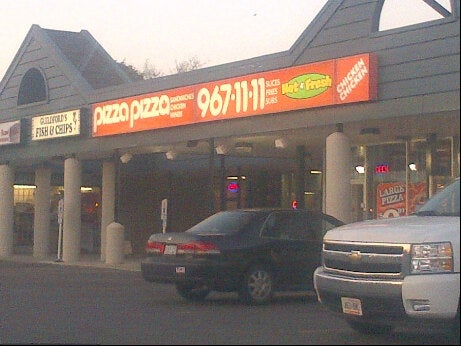 GUILDFORD'S
FISH & CHIPS
pizza pizza
SANDWICHES
CHICKEN
WINGS
967·11·11
SLICES
FRIES
SUBS
Hot & Fresh
CHICKEN
CHICKEN
LARGE
PIZZA